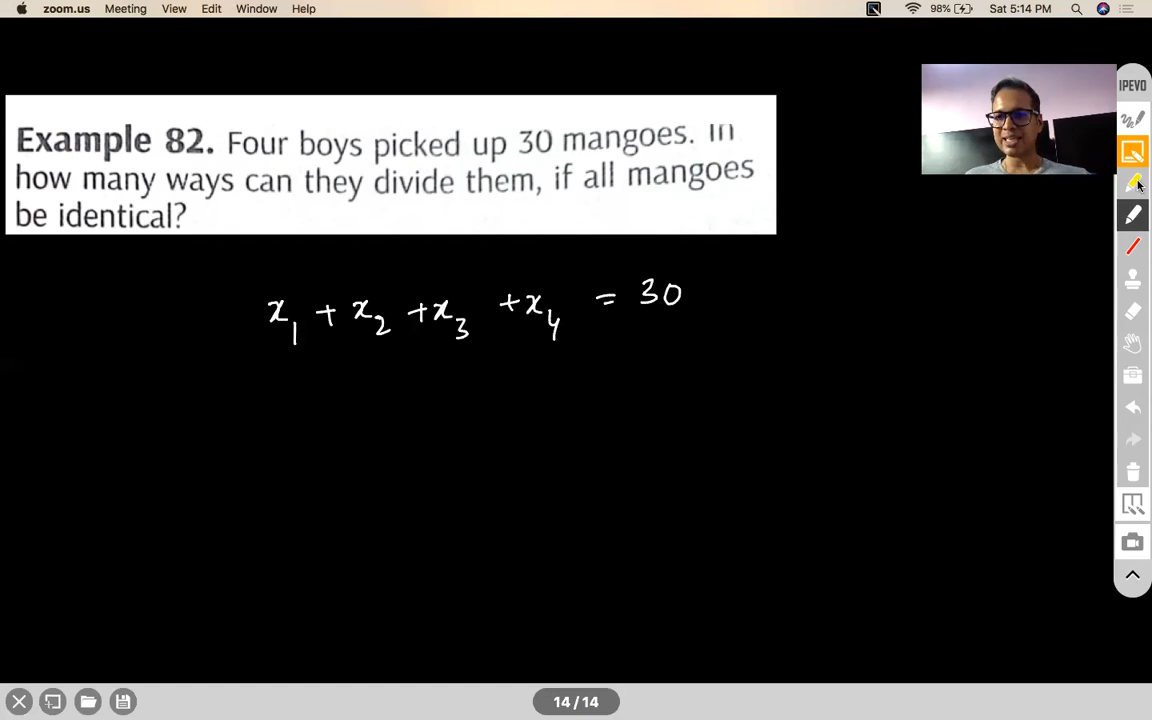 zoom.us Meeting View Edit Window Help 98% Sat 5:14 PM
IPEVO
Example 82. Four boys picked up 30 mangoes. In
how many ways can they divide them, if all mangoes
be identical?
x₁ + x₂ + x₃ + x₄ = 30
14 / 14